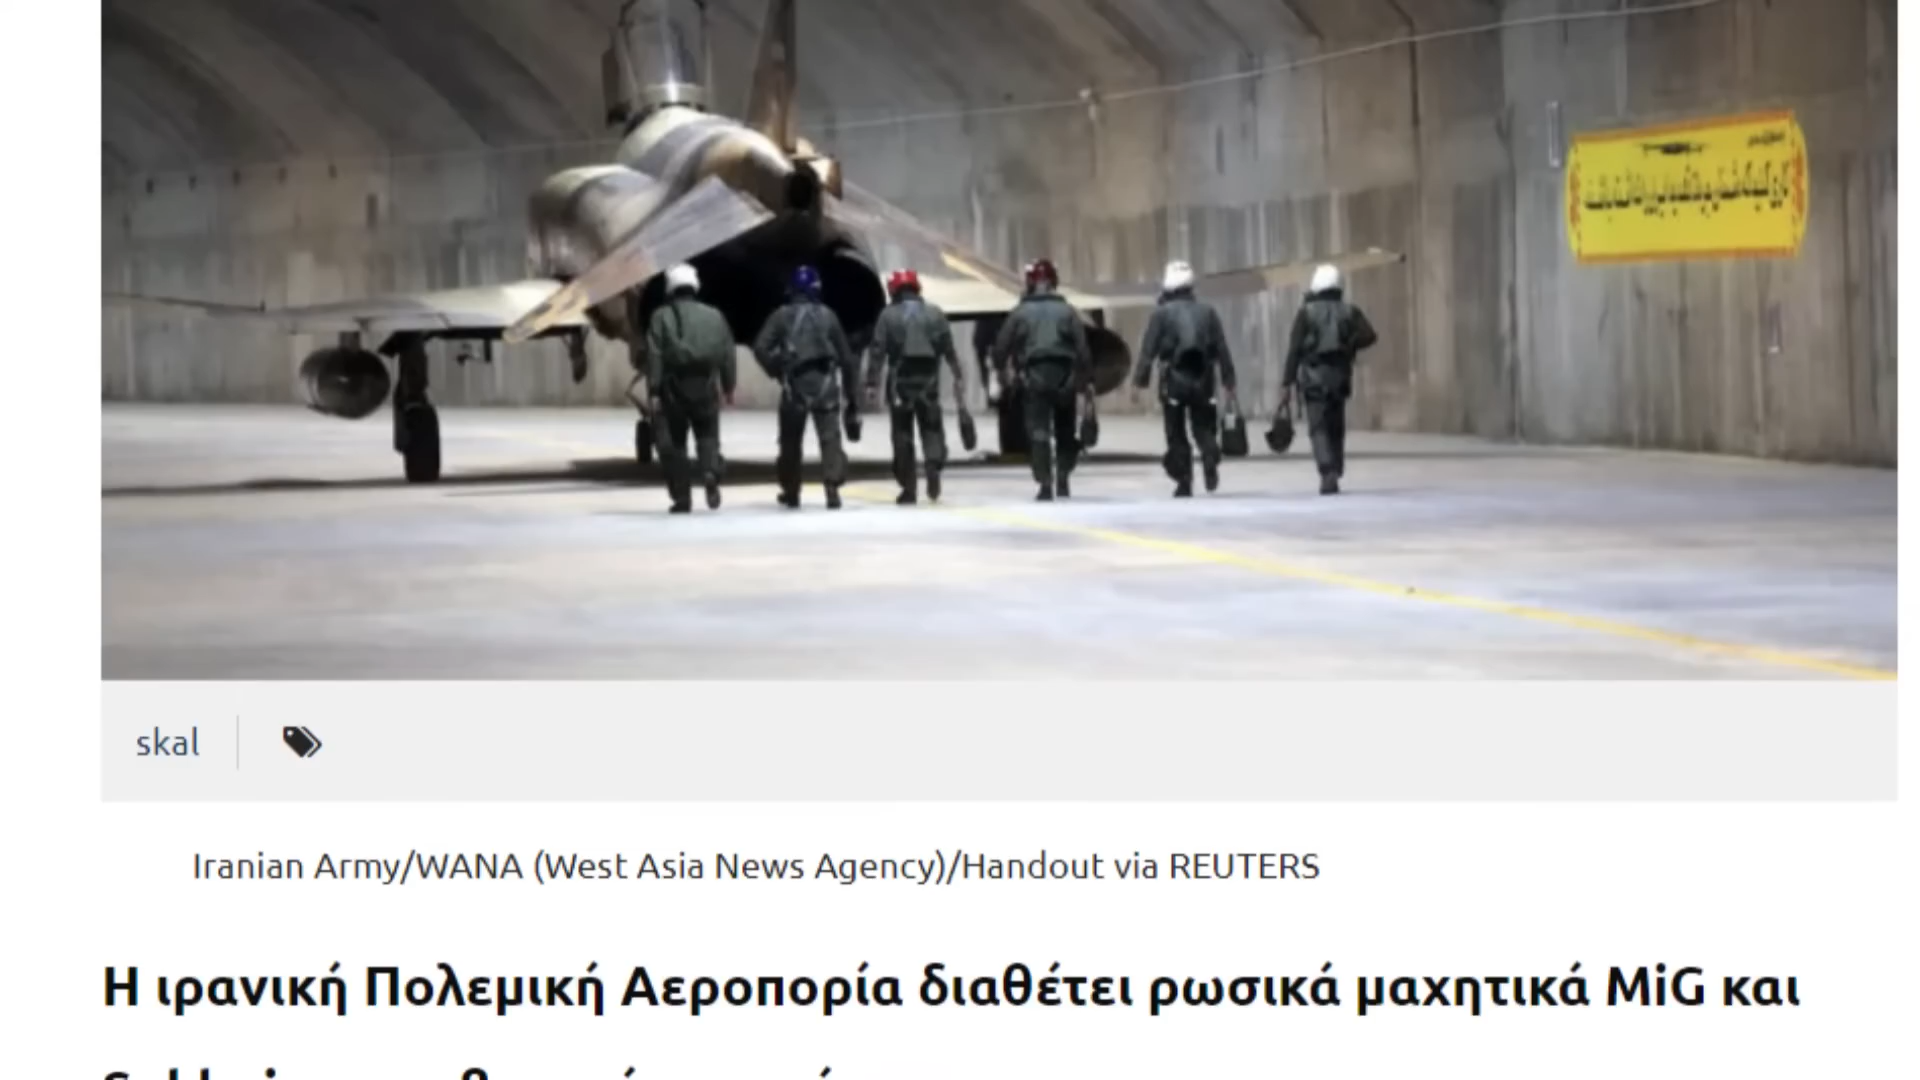 skal
Iranian Army/WANA (West Asia News Agency)/Handout via REUTERS
Η ιρανική Πολεμική Αεροπορία διαθέτει ρωσικά μαχητικά MiG και